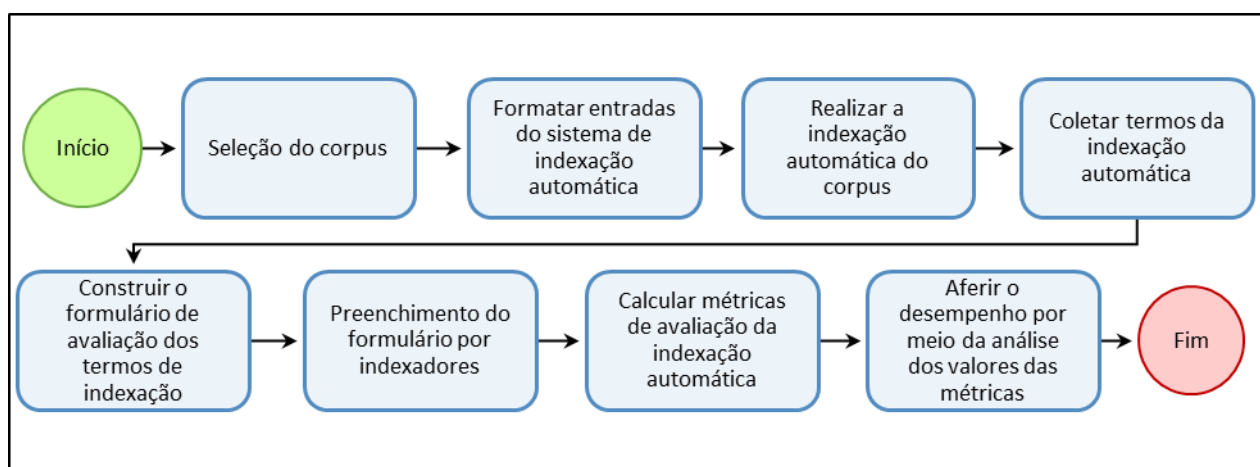 Início
Seleção do corpus
Formatar entradas
do sistema de
indexação
automática
Realizar a
indexação
automática do
corpus
Coletar termos da
indexação
automática
Construir o
formulário de
avaliação dos
termos de
indexação
Preenchimento do
formulário por
indexadores
Calcular métricas
de avaliação da
indexação
automática
Aferir o
desempenho por
meio da análise
dos valores das
métricas
Fim